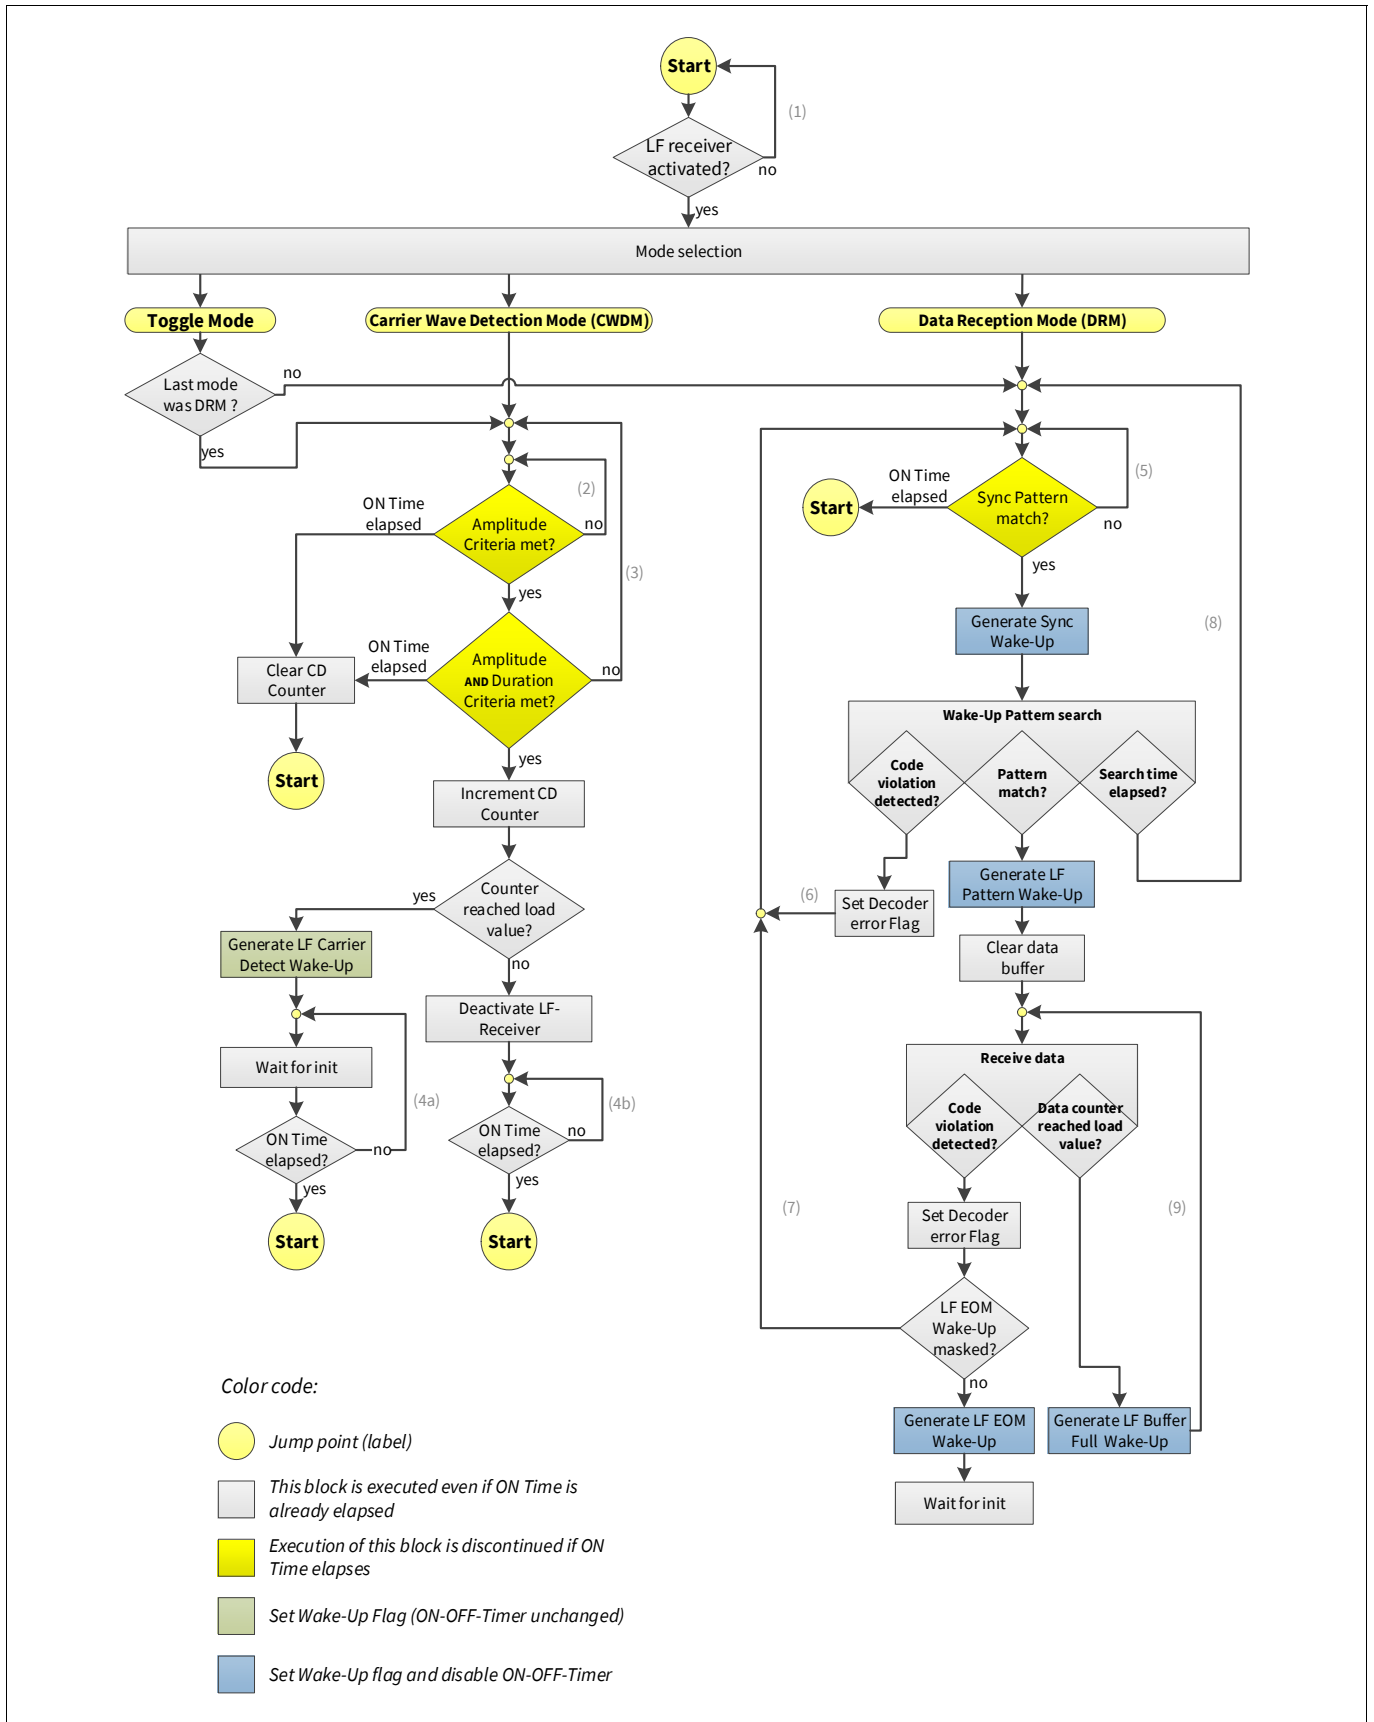 Start
(1)
LF receiver
activated?
no
yes
Mode selection
Toggle Mode
Carrier Wave Detection Mode (CWDM)
Data Reception Mode (DRM)
Last mode
was DRM ?
no
yes
(2)
ON Time
elapsed
Amplitude
Criteria met?
no
(3)
yes
ON Time
elapsed
Amplitude
AND Duration
Criteria met?
no
Clear CD
Counter
Start
yes
Increment CD
Counter
Counter
reached load
value?
yes
Generate LF Carrier
Detect Wake-Up
no
Deactivate LF-
Receiver
Wait for init
(4a)
(4b)
ON Time
elapsed?
no
ON Time
elapsed?
no
yes
yes
Start
Start
ON Time
elapsed
Start
Sync Pattern
match?
(5)
no
yes
Generate Sync
Wake-Up
(8)
Wake-Up Pattern search
Code
violation
detected?
Pattern
match?
Search time
elapsed?
Generate LF
Pattern Wake-Up
(6)
Set Decoder
error Flag
Clear data
buffer
Receive data
Code
violation
detected?
Data counter
reached load
value?
(7)
(9)
Set Decoder
error Flag
LF EOM
Wake-Up
masked?
no
Generate LF EOM
Wake-Up
Generate LF Buffer
Full Wake-Up
Wait for init
Color code:
Jump point (label)
This block is executed even if ON Time is
already elapsed
Execution of this block is discontinued if ON
Time elapses
Set Wake-Up Flag (ON-OFF-Timer unchanged)
Set Wake-Up flag and disable ON-OFF-Timer